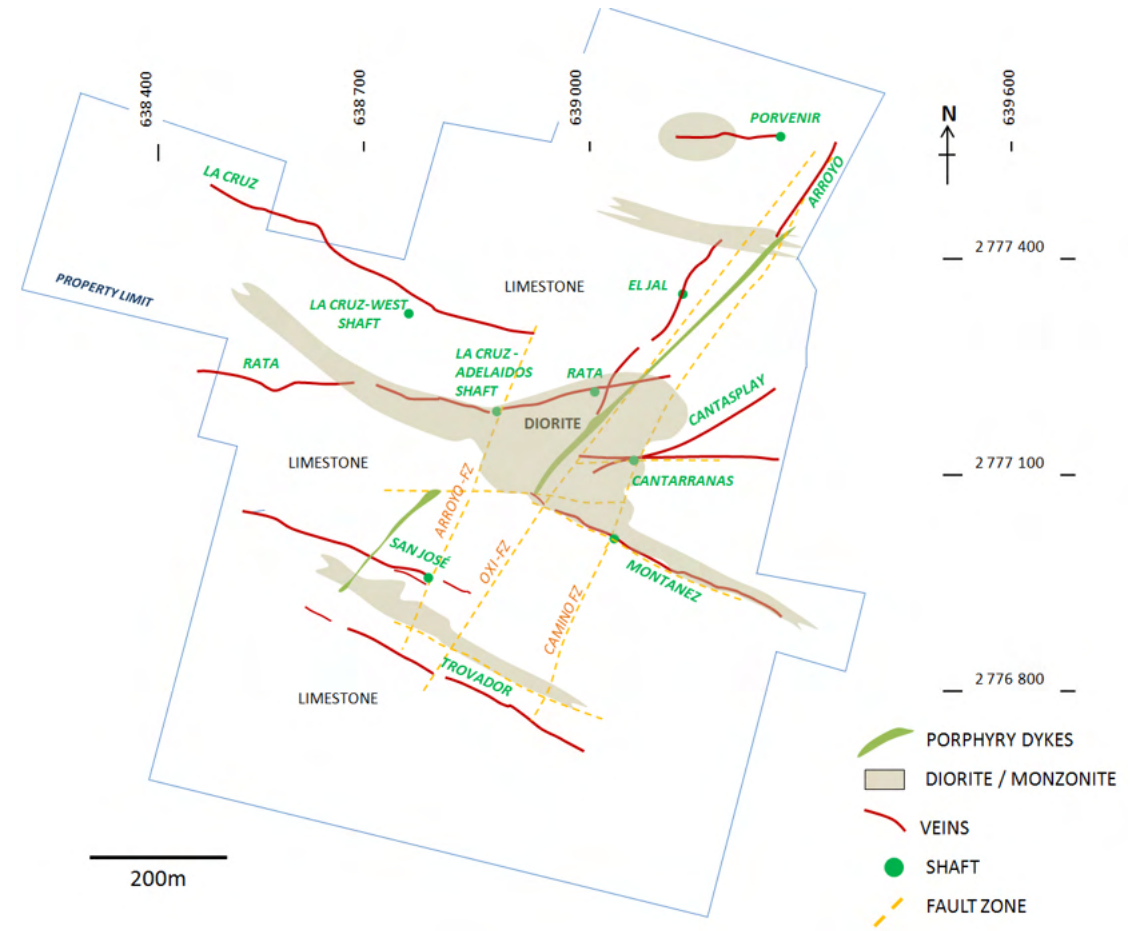 638 400
638 700
639 000
639 600
N
PORVENIR
ARROYO
LA CRUZ
2 777 400
PROPERTY LIMIT
LIMESTONE
EL JAL
LA CRUZ-WEST
SHAFT
RATA
LA CRUZ -
ADELAIDOS
SHAFT
RATA
CANTASPLAY
DIORITE
LIMESTONE
2 777 100
CANTARRANAS
ARROYO -FZ
SAN JOSÉ
OXI -FZ
MONTANEZ
CAMINO FZ
TROVADOR
LIMESTONE
2 776 800
PORPHYRY DYKES
DIORITE / MONZONITE
VEINS
SHAFT
FAULT ZONE
200m